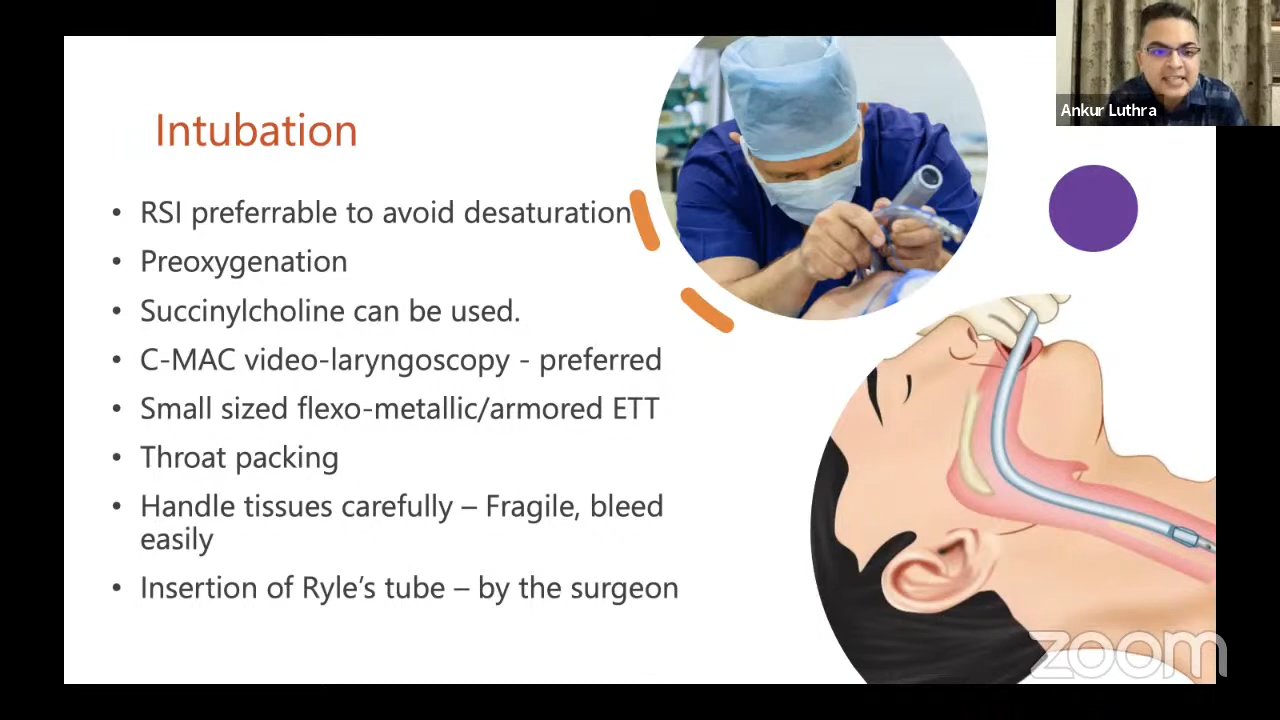 Intubation
• RSI preferrable to avoid desaturation
• Preoxygenation
• Succinylcholine can be used.
• C-MAC video-laryngoscopy - preferred
• Small sized flexo-metallic/armored ETT
• Throat packing
• Handle tissues carefully – Fragile, bleed
easily
• Insertion of Ryle’s tube – by the surgeon
Ankur Luthra
zoom